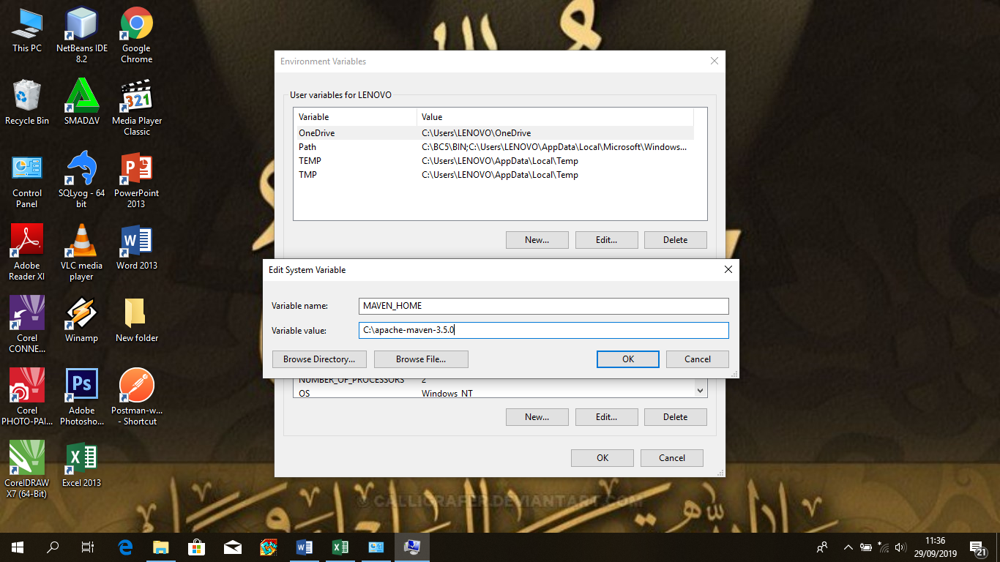 This PC
NetBeans IDE
8.2
Google
Chrome
Recycle Bin
SMADΔV
321
Media Player
Classic
Control
Panel
SQLyog - 64
bit
PowerPoint
2013
Adobe
Reader XI
VLC media
player
Word 2013
Corel
CONNE...
Winamp
New folder
Ps
Corel
PHOTO-PAI...
Adobe
Photosho...
Postman-w...
- Shortcut
CorelDRAW
X7 (64-Bit)
Excel 2013
Environment Variables
User variables for LENOVO
Variable Value
OneDrive C:\Users\LENOVO\OneDrive
Path C:\BC5\BIN;C:\Users\LENOVO\AppData\Local\Microsoft\Windows...
TEMP C:\Users\LENOVO\AppData\Local\Temp
TMP C:\Users\LENOVO\AppData\Local\Temp
New... Edit... Delete
Edit System Variable
Variable name: MAVEN_HOME
Variable value: C:\apache-maven-3.5.0
Browse Directory... Browse File... OK Cancel
NUMBER_OF_PROCESSORS 2
OS Windows_NT
New... Edit... Delete
OK Cancel
© CALLIGRAFER.DEVIANTART.COM
11:36
29/09/2019
21